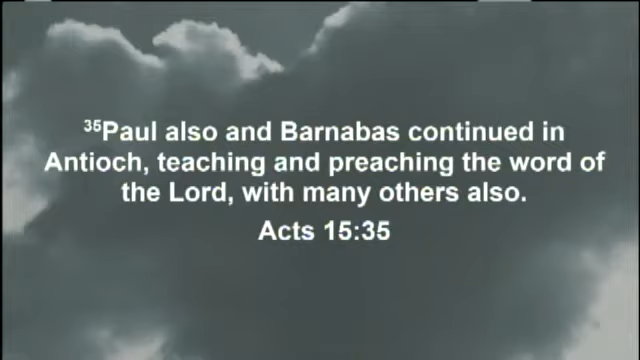 ³⁵Paul also and Barnabas continued in
Antioch, teaching and preaching the word of
the Lord, with many others also.
Acts 15:35